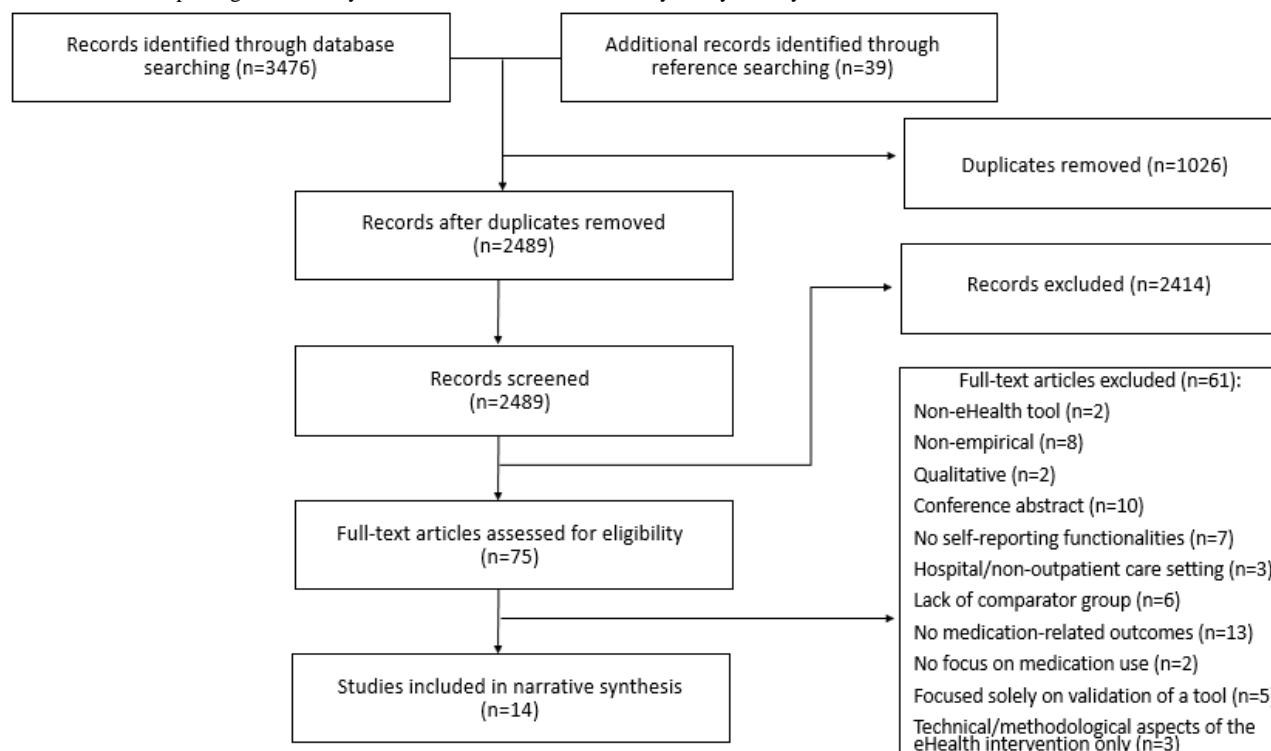 Records identified through database
searching (n=3476)
Additional records identified through
reference searching (n=39)
Duplicates removed (n=1026)
Records after duplicates removed
(n=2489)
Records excluded (n=2414)
Records screened
(n=2489)
Full-text articles assessed for eligibility
(n=75)
Full-text articles excluded (n=61):
Non-eHealth tool (n=2)
Non-empirical (n=8)
Qualitative (n=2)
Conference abstract (n=10)
No self-reporting functionalities (n=7)
Hospital/non-outpatient care setting (n=3)
Lack of comparator group (n=6)
No medication-related outcomes (n=13)
No focus on medication use (n=2)
Focused solely on validation of a tool (n=5)
Technical/methodological aspects of the
eHealth intervention only (n=3)
Studies included in narrative synthesis
(n=14)